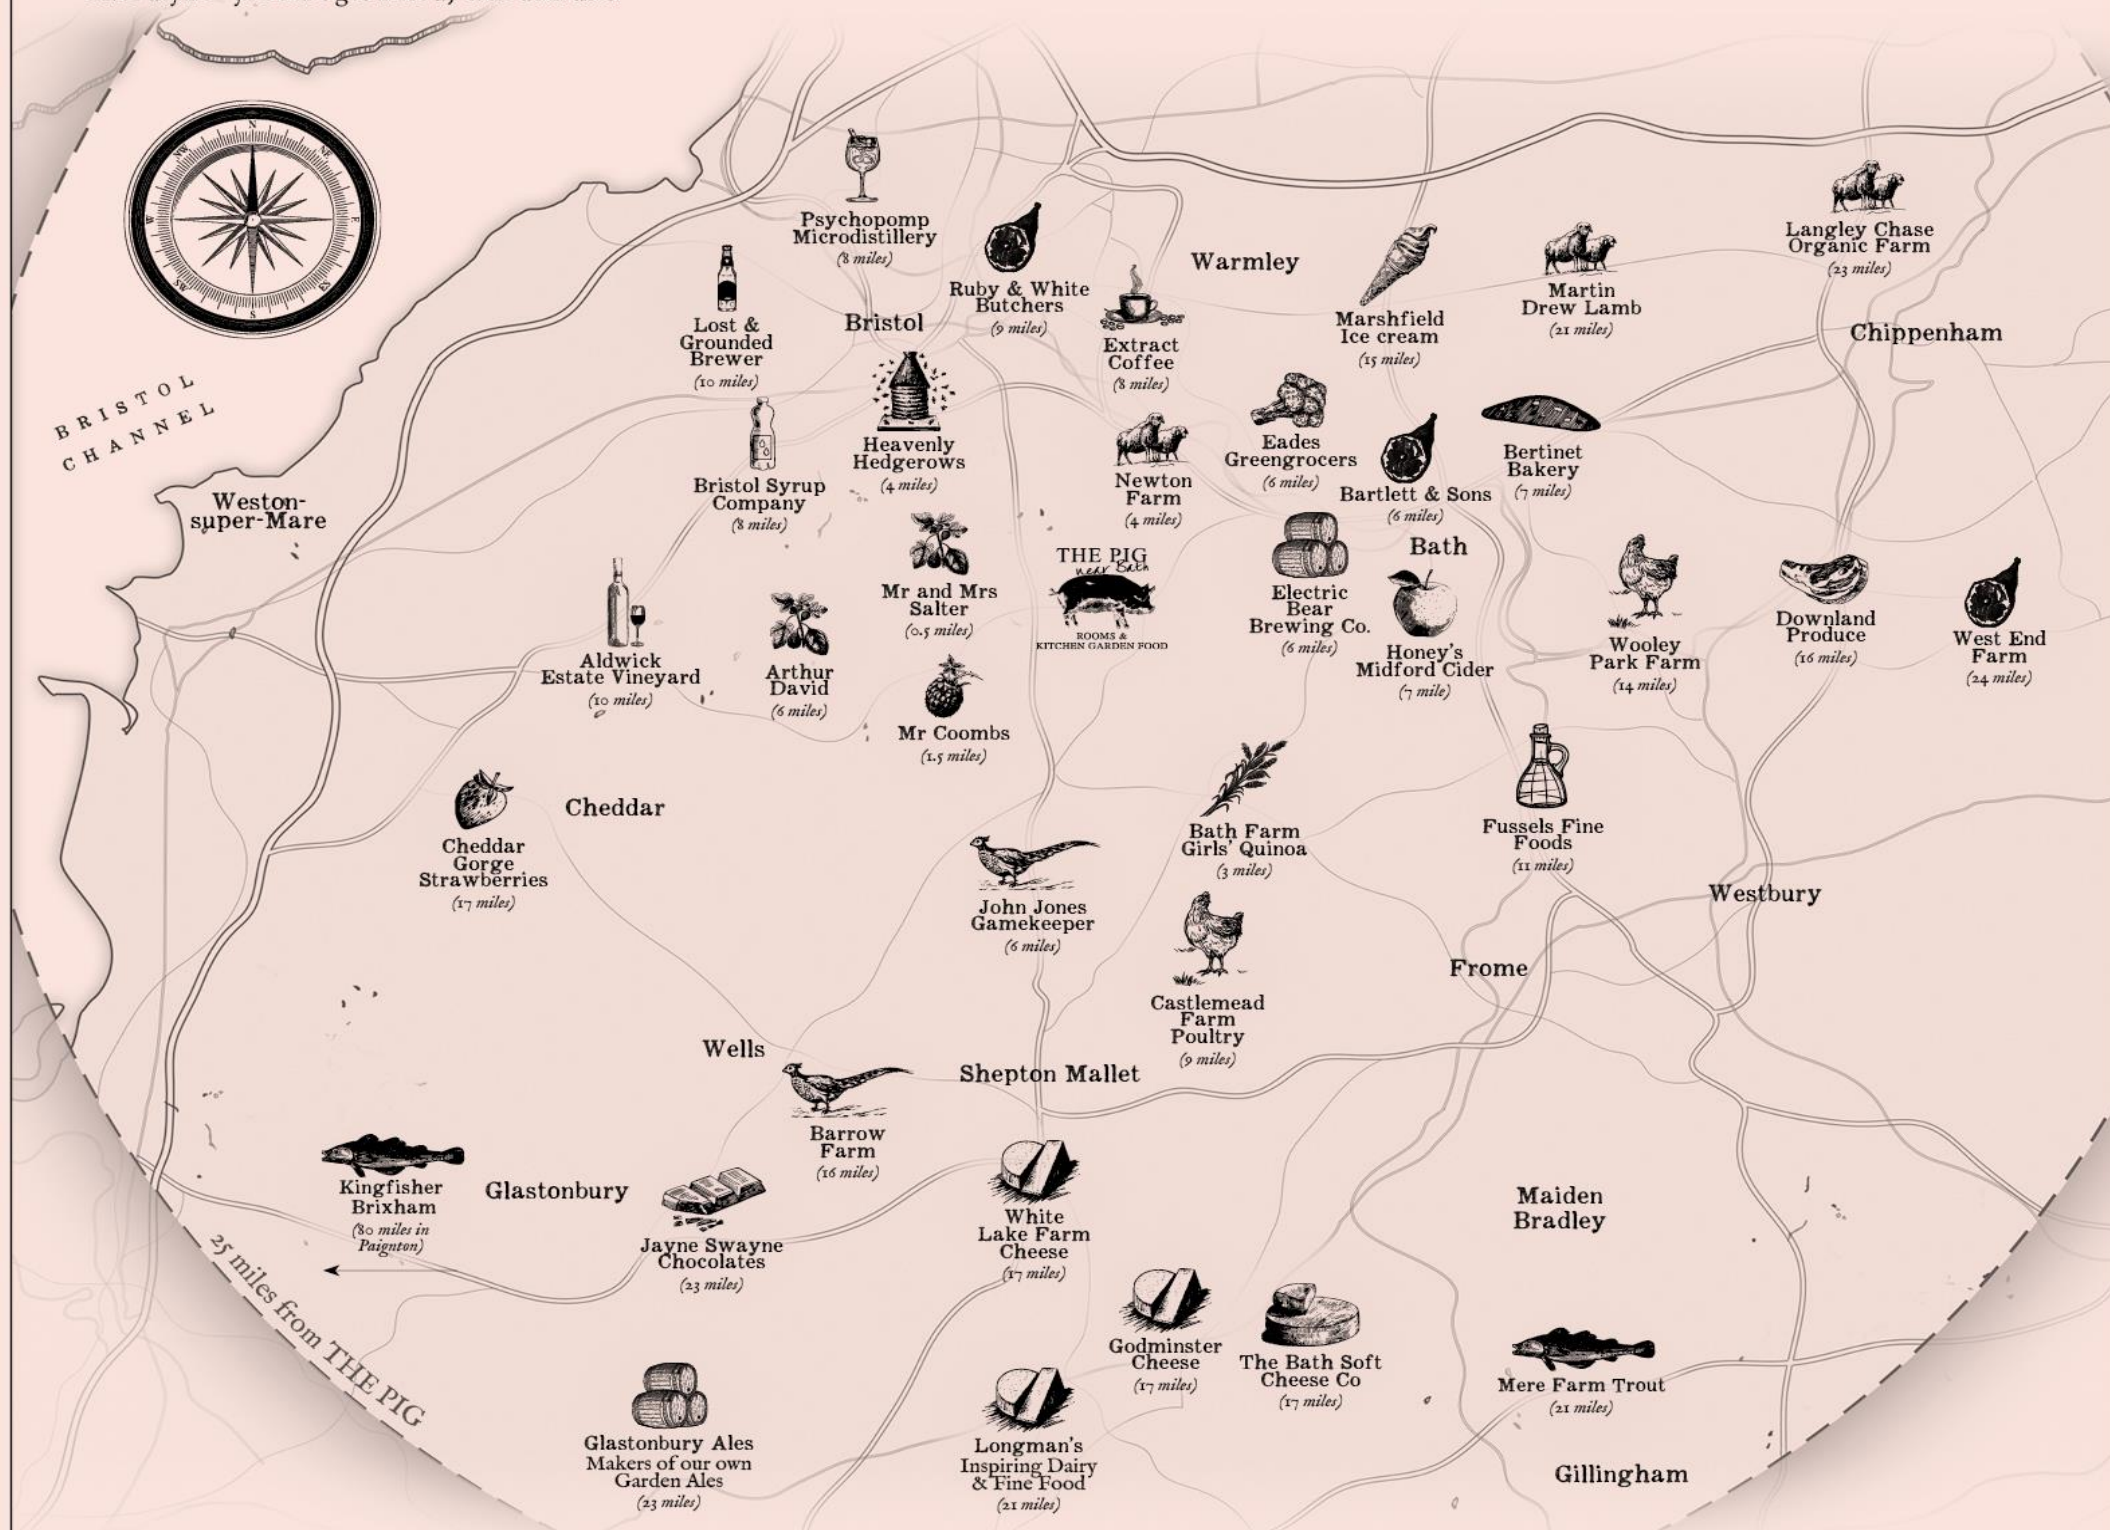 N
NE
E
ES
S
SW
W
NW
BRISTOL
CHANNEL
Psychopomp
Microdistillery
(8 miles)
Lost &
Grounded
Brewer
(10 miles)
Bristol
Ruby & White
Butchers
(9 miles)
Extract
Coffee
(8 miles)
Warmley
Marshfield
Ice cream
(15 miles)
Martin
Drew Lamb
(21 miles)
Langley Chase
Organic Farm
(23 miles)
Chippenham
Weston-
super-Mare
Bristol Syrup
Company
(8 miles)
Heavenly
Hedgerows
(4 miles)
Newton
Farm
(4 miles)
Eades
Greengrocers
(6 miles)
Bartlett & Sons
(6 miles)
Bertinet
Bakery
(7 miles)
Bath
Aldwick
Estate Vineyard
(10 miles)
Arthur
David
(6 miles)
Mr and Mrs
Salter
(0.5 miles)
THE PIG
near Bath
ROOMS &
KITCHEN GARDEN FOOD
Electric
Bear
Brewing Co.
(6 miles)
Honey's
Midford Cider
(7 mile)
Wooley
Park Farm
(14 miles)
Downland
Produce
(16 miles)
West End
Farm
(24 miles)
Mr Coombs
(1.5 miles)
Cheddar
Gorge
Strawberries
(17 miles)
Cheddar
John Jones
Gamekeeper
(6 miles)
Bath Farm
Girls' Quinoa
(3 miles)
Fussels Fine
Foods
(11 miles)
Westbury
Castlemead
Farm
Poultry
(9 miles)
Frome
Wells
Shepton Mallet
Barrow
Farm
(16 miles)
Kingfisher
Brixham
(80 miles in
Paignton)
Glastonbury
Jayne Swayne
Chocolates
(23 miles)
White
Lake Farm
Cheese
(17 miles)
Maiden
Bradley
25 miles from THE PIG
Godminster
Cheese
(17 miles)
The Bath Soft
Cheese Co
(17 miles)
Mere Farm Trout
(21 miles)
Glastonbury Ales
Makers of our own
Garden Ales
(23 miles)
Longman's
Inspiring Dairy
& Fine Food
(21 miles)
Gillingham